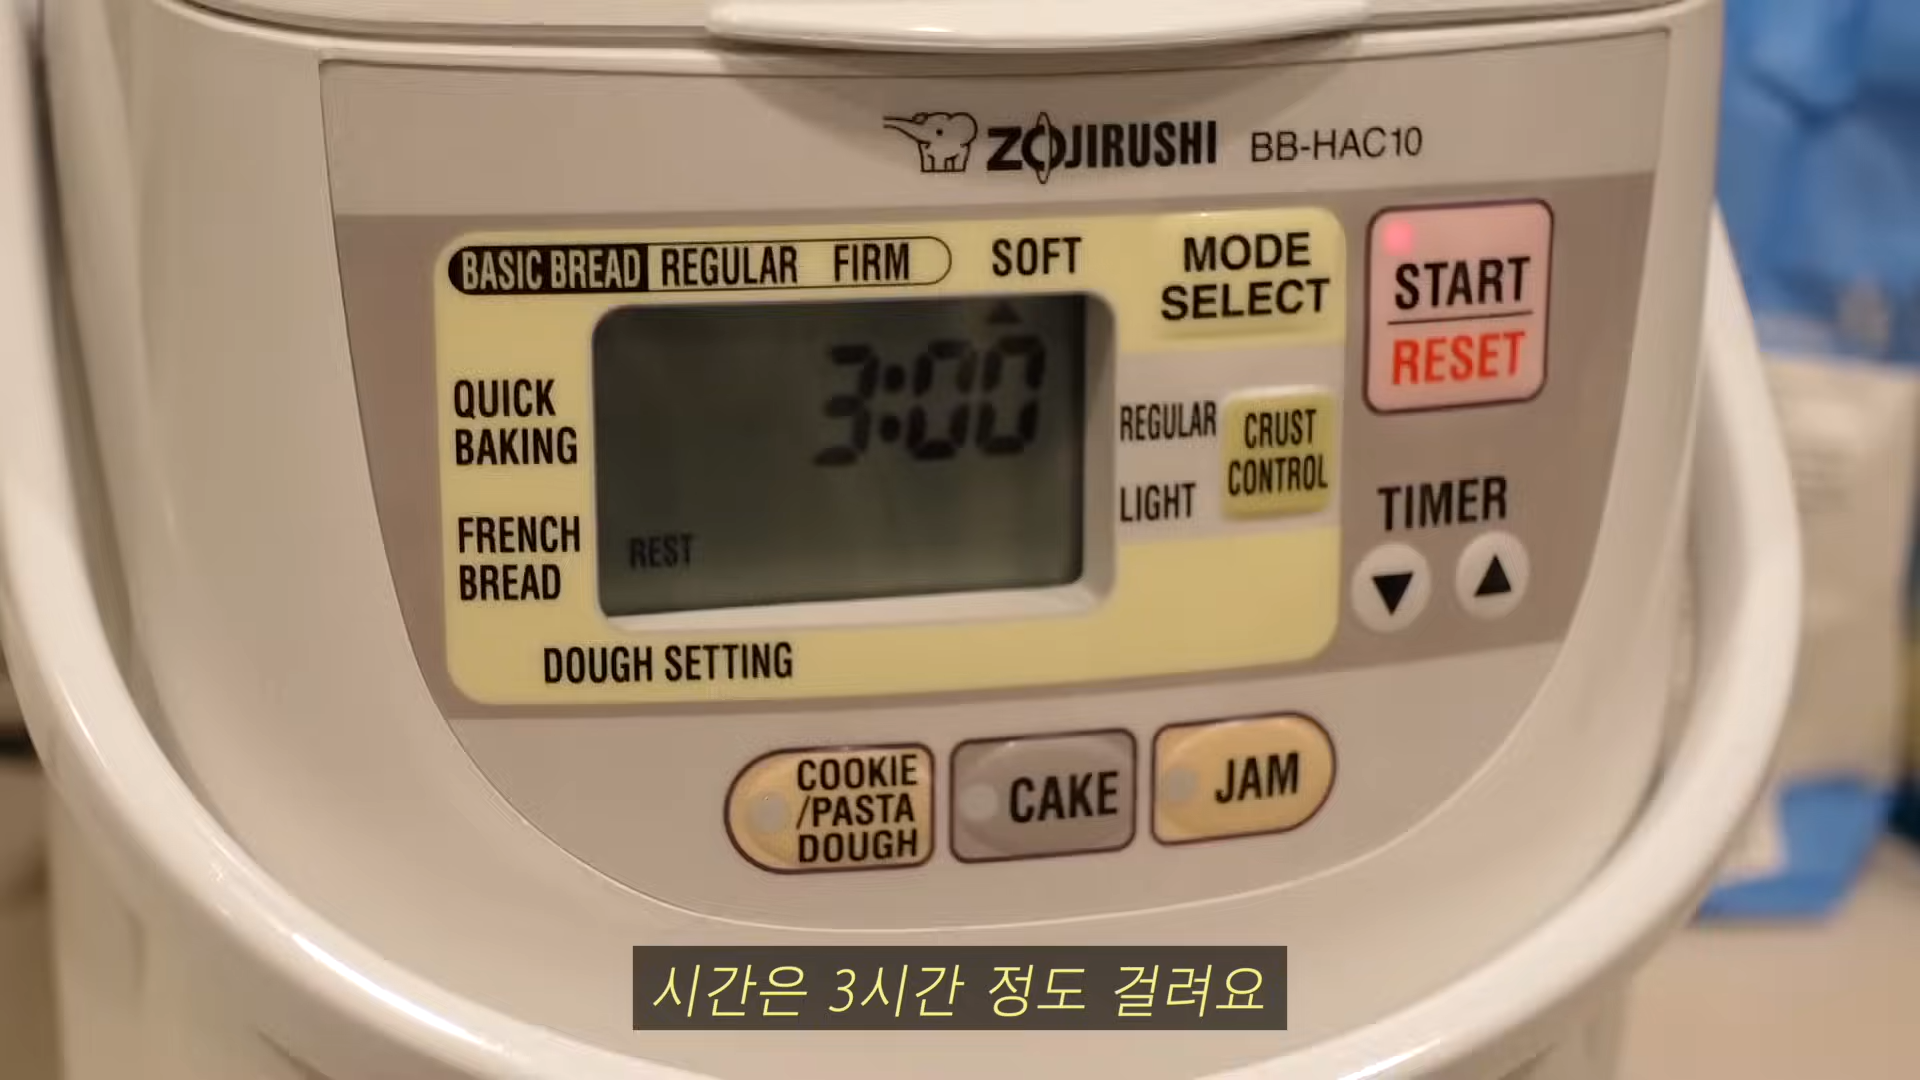 ZOJIRUSHI BB-HAC10
BASIC BREAD REGULAR FIRM SOFT
MODE
SELECT
START
RESET
3:00
QUICK
BAKING
REGULAR
CRUST
CONTROL
LIGHT
FRENCH
BREAD
REST
TIMER
DOUGH SETTING
COOKIE
/PASTA
DOUGH
CAKE
JAM
시간은 3시간 정도 걸려요